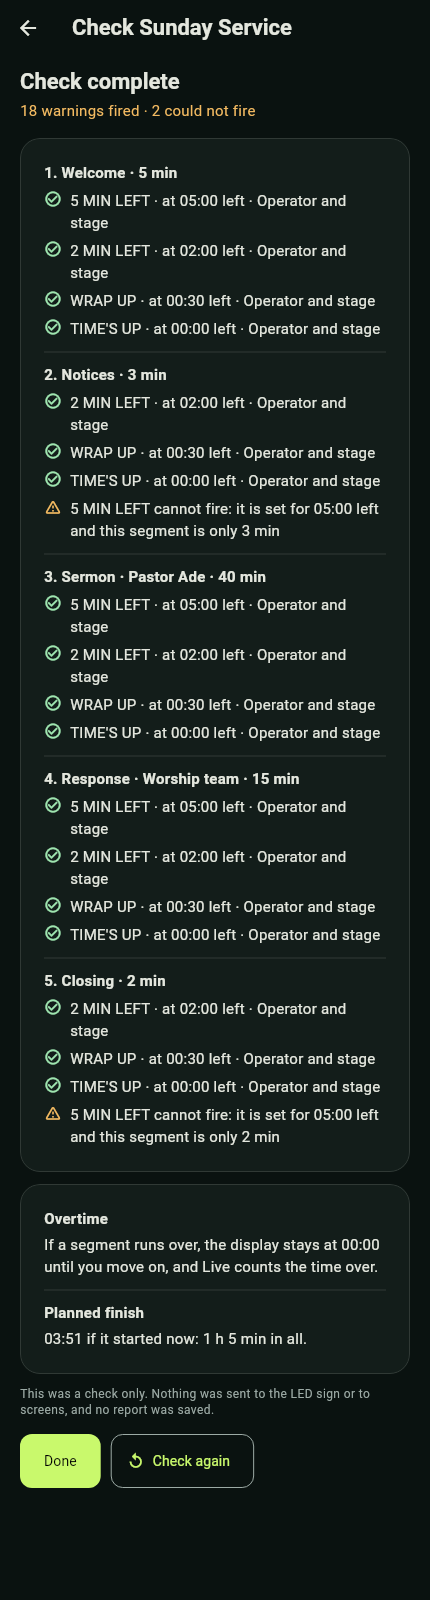 Check Sunday Service
Check complete
18 warnings fired · 2 could not fire
1. Welcome · 5 min
5 MIN LEFT · at 05:00 left · Operator and
stage
2 MIN LEFT · at 02:00 left · Operator and
stage
WRAP UP · at 00:30 left · Operator and stage
TIME'S UP · at 00:00 left · Operator and stage
2. Notices · 3 min
2 MIN LEFT · at 02:00 left · Operator and
stage
WRAP UP · at 00:30 left · Operator and stage
TIME'S UP · at 00:00 left · Operator and stage
5 MIN LEFT cannot fire: it is set for 05:00 left
and this segment is only 3 min
3. Sermon · Pastor Ade · 40 min
5 MIN LEFT · at 05:00 left · Operator and
stage
2 MIN LEFT · at 02:00 left · Operator and
stage
WRAP UP · at 00:30 left · Operator and stage
TIME'S UP · at 00:00 left · Operator and stage
4. Response · Worship team · 15 min
5 MIN LEFT · at 05:00 left · Operator and
stage
2 MIN LEFT · at 02:00 left · Operator and
stage
WRAP UP · at 00:30 left · Operator and stage
TIME'S UP · at 00:00 left · Operator and stage
5. Closing · 2 min
2 MIN LEFT · at 02:00 left · Operator and
stage
WRAP UP · at 00:30 left · Operator and stage
TIME'S UP · at 00:00 left · Operator and stage
5 MIN LEFT cannot fire: it is set for 05:00 left
and this segment is only 2 min
Overtime
If a segment runs over, the display stays at 00:00
until you move on, and Live counts the time over.
Planned finish
03:51 if it started now: 1 h 5 min in all.
This was a check only. Nothing was sent to the LED sign or to
screens, and no report was saved.
Done
Check again